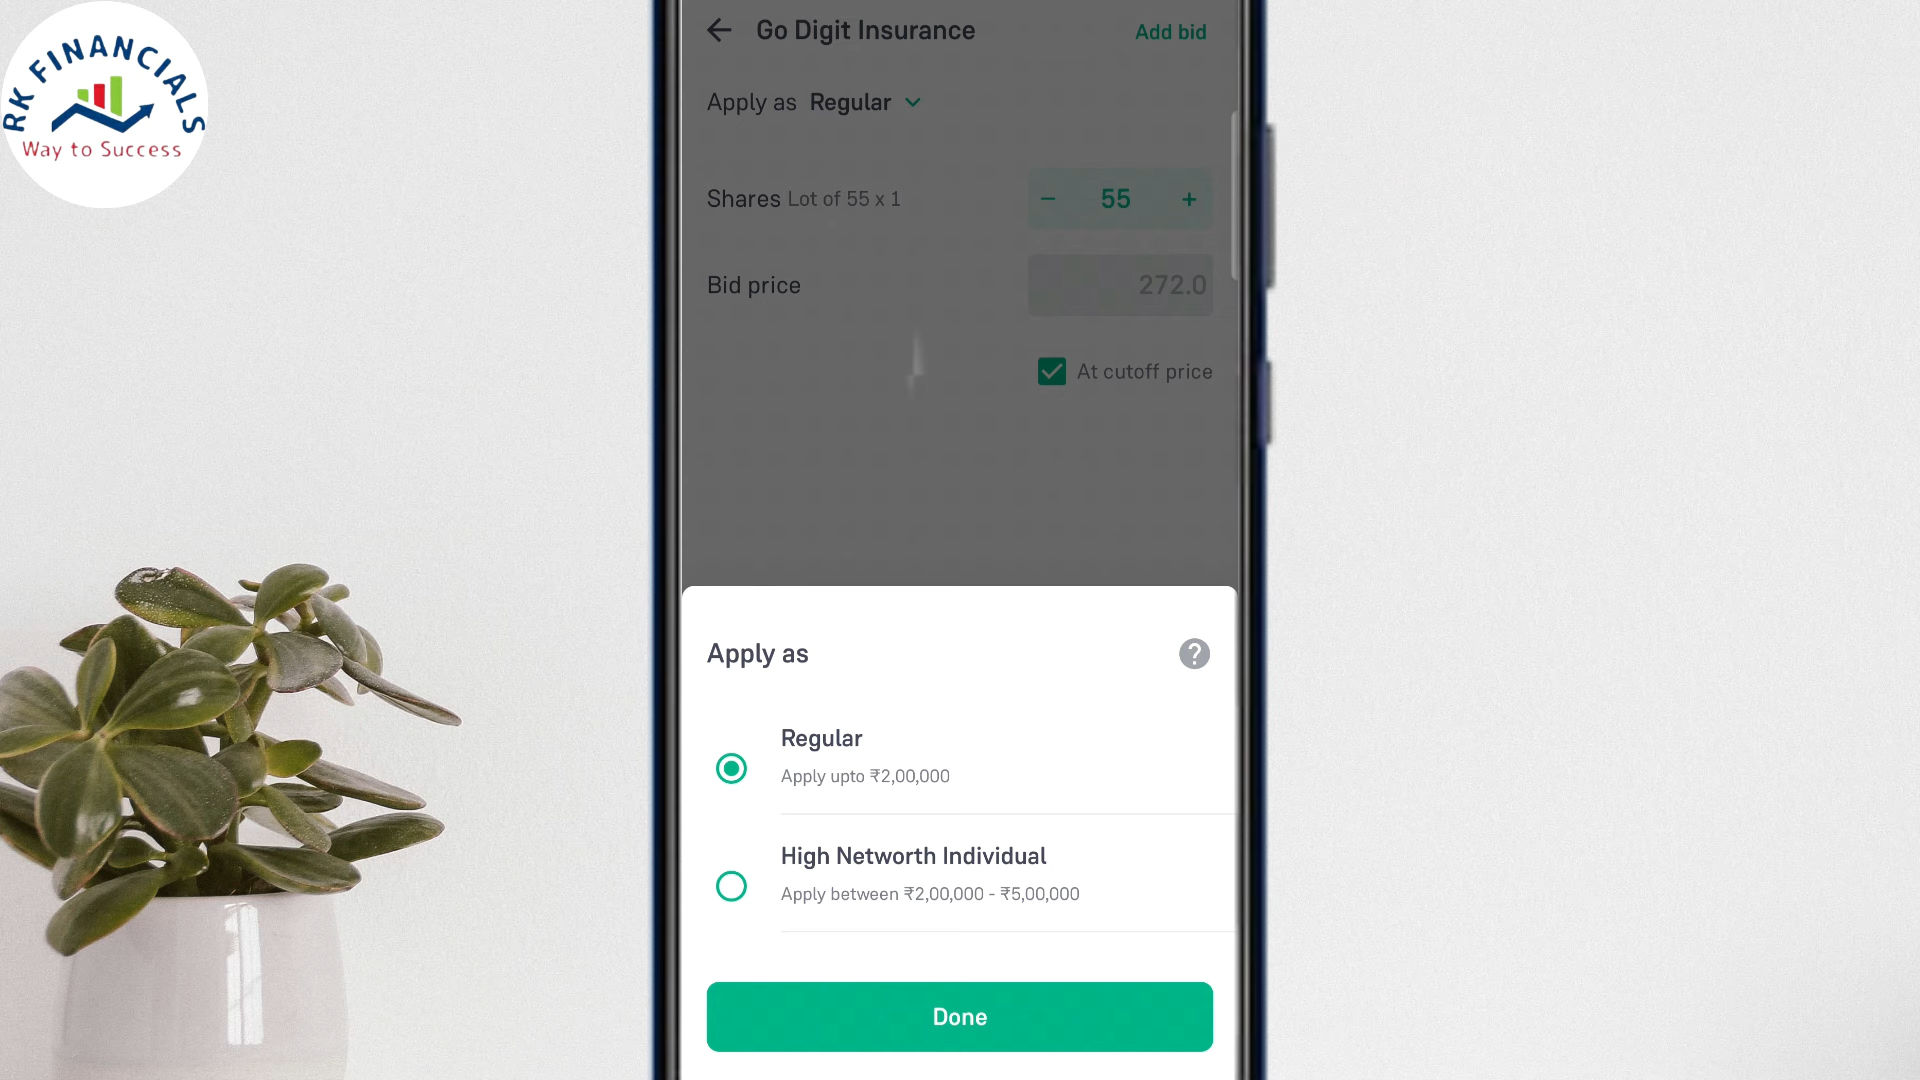 RK FINANCIALS
Way to Success
Go Digit Insurance
Add bid
Apply as Regular
Shares Lot of 55 x 1
- 55 +
Bid price
272.0
At cutoff price
Apply as
?
Regular
Apply upto ₹2,00,000
High Networth Individual
Apply between ₹2,00,000 - ₹5,00,000
Done